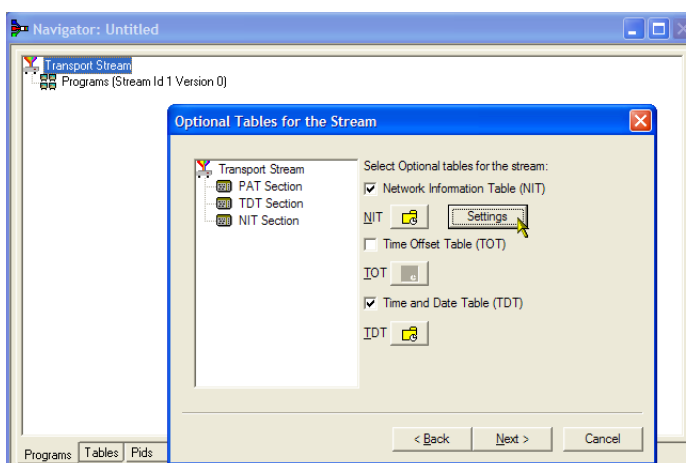 Navigator: Untitled
Transport Stream
Programs (Stream Id 1 Version 0)
Optional Tables for the Stream
Transport Stream
PAT Section
TDT Section
NIT Section
Select Optional tables for the stream:
Network Information Table (NIT)
NIT
Settings
Time Offset Table (TOT)
TOT
Time and Date Table (TDT)
TDT
< Back Next > Cancel
Programs Tables Pids